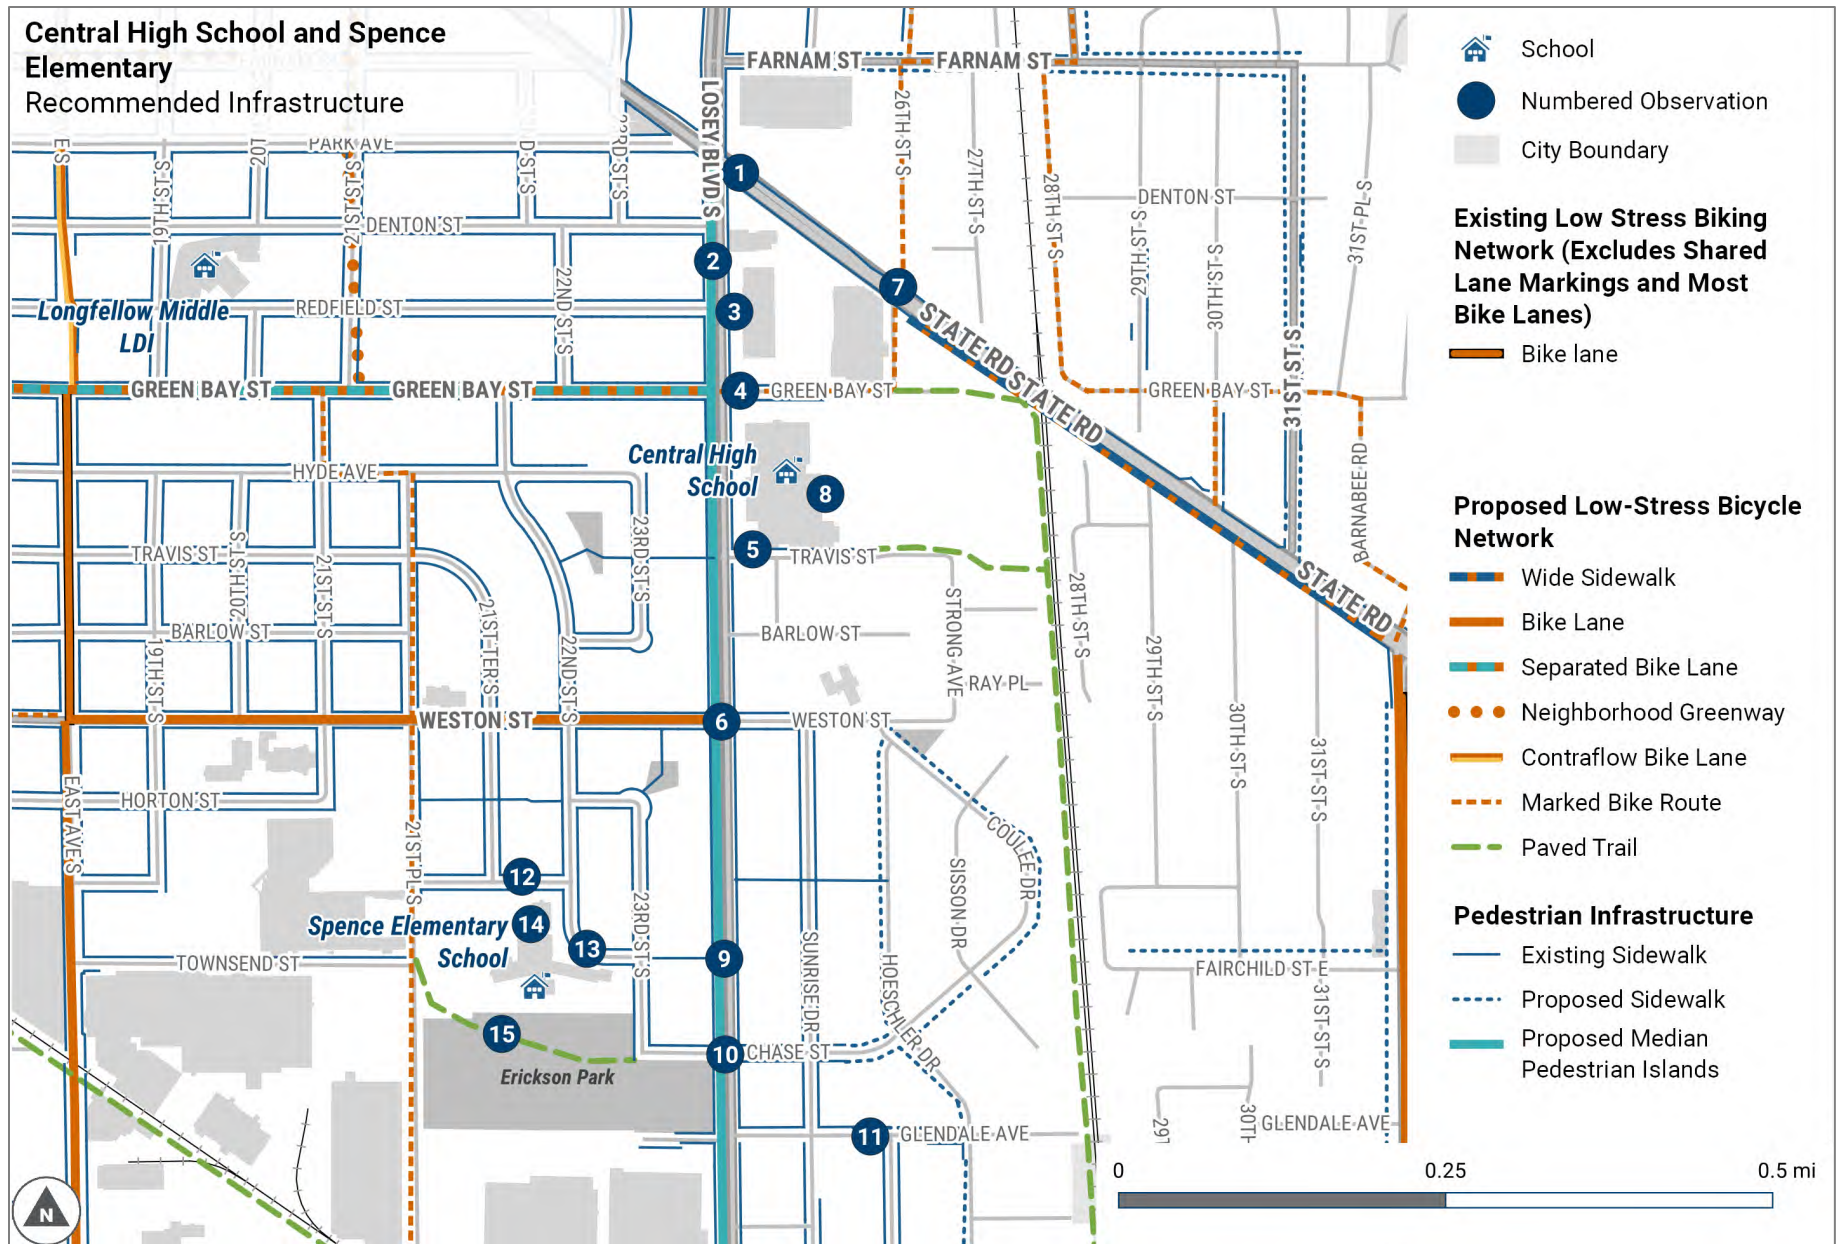 Central High School and Spence
Elementary
Recommended Infrastructure
FARNAM ST
FARNAM ST
PARK AVE
LOSEY BLVD S
26TH ST S
27TH ST S
28TH ST S
DENTON ST
29TH ST S
30TH ST S
31ST PL S
31ST ST S
E S
19TH ST S
20T
21ST ST S
D ST S
3RD ST S
DENTON ST
22ND ST S
1
2
3
7
Longfellow Middle
LDI
REDFIELD ST
STATE RD
STATE RD
GREEN BAY ST
GREEN BAY ST
4
GREEN BAY ST
GREEN BAY ST
BARNABEE RD
HYDE AVE
Central High
School
8
23RD ST S
TRAVIS ST
20TH ST S
21ST ST S
5
TRAVIS ST
STATE RD
STRONG AVE
28TH ST S
BARLOW ST
19TH ST S
21ST TER S
22ND ST S
BARLOW ST
RAY PL
29TH ST S
30TH ST S
31ST ST S
WESTON ST
6
WESTON ST
EAST AVE S
HORTON ST
21ST PL S
COULEE DR
SISSON DR
12
14
13
Spence Elementary
School
23RD ST S
9
SUNRISE DR
HOESCHLER DR
TOWNSEND ST
FAIRCHILD ST E
31ST ST S
15
10
CHASE ST
Erickson Park
11
GLENDALE AVE
29T
30TH
GLENDALE AVE
N
0
0.25
0.5 mi
School
Numbered Observation
City Boundary
Existing Low Stress Biking
Network (Excludes Shared
Lane Markings and Most
Bike Lanes)
Bike lane
Proposed Low-Stress Bicycle
Network
Wide Sidewalk
Bike Lane
Separated Bike Lane
Neighborhood Greenway
Contraflow Bike Lane
Marked Bike Route
Paved Trail
Pedestrian Infrastructure
Existing Sidewalk
Proposed Sidewalk
Proposed Median
Pedestrian Islands